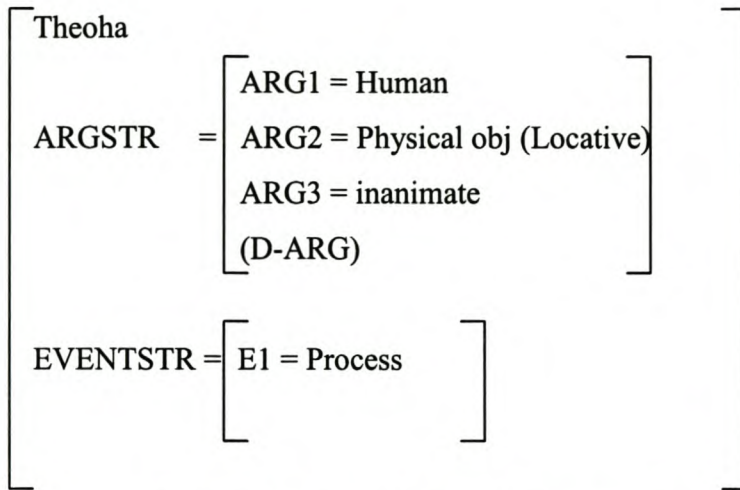 Theoha
ARG1 = Human
ARGSTR = ARG2 = Physical obj (Locative)
ARG3 = inanimate
(D-ARG)
EVENTSTR = E1 = Process